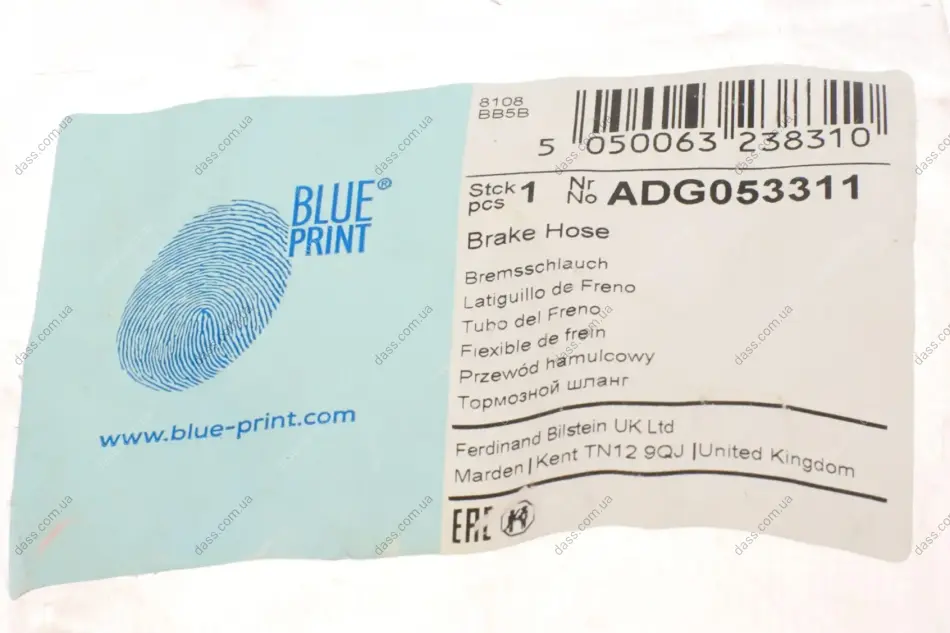 BLUE®
PRINT
www.blue-print.com
8108
BB5B
5 050063 238310
Stck
pcs 1 Nr
No ADG053311
Brake Hose
Bremsschlauch
Latiguillo de Freno
Tubo del Freno
Flexible de frein
Przewód hamulcowy
Тормозной шланг
Ferdinand Bilstein UK Ltd
Marden|Kent TN12 9QJ |United Kingdom
EAC
dass.com.ua